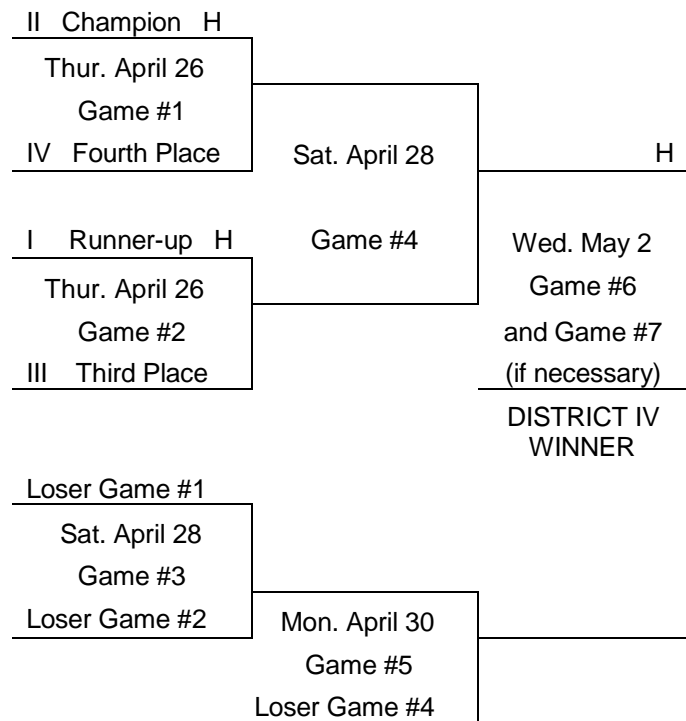 II Champion H
Thur. April 26
Game #1
IV Fourth Place
Sat. April 28
H
I Runner-up H
Game #4
Wed. May 2
Thur. April 26
Game #6
Game #2
and Game #7
III Third Place
(if necessary)
DISTRICT IV
WINNER
Loser Game #1
Sat. April 28
Game #3
Loser Game #2
Mon. April 30
Game #5
Loser Game #4